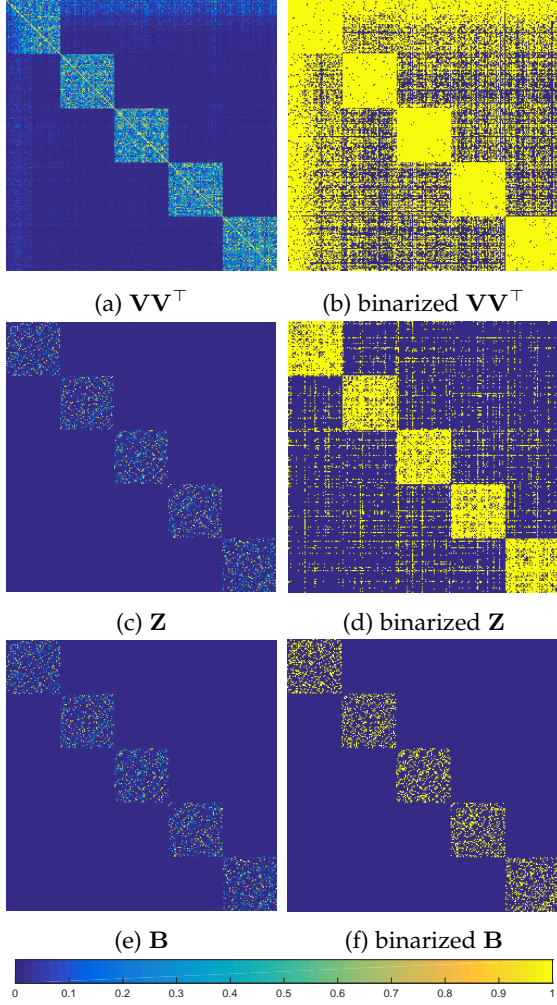 (a) VV⊤ (b) binarized VV⊤
(c) Z (d) binarized Z
(e) B (f) binarized B
0 0.1 0.2 0.3 0.4 0.5 0.6 0.7 0.8 0.9 1